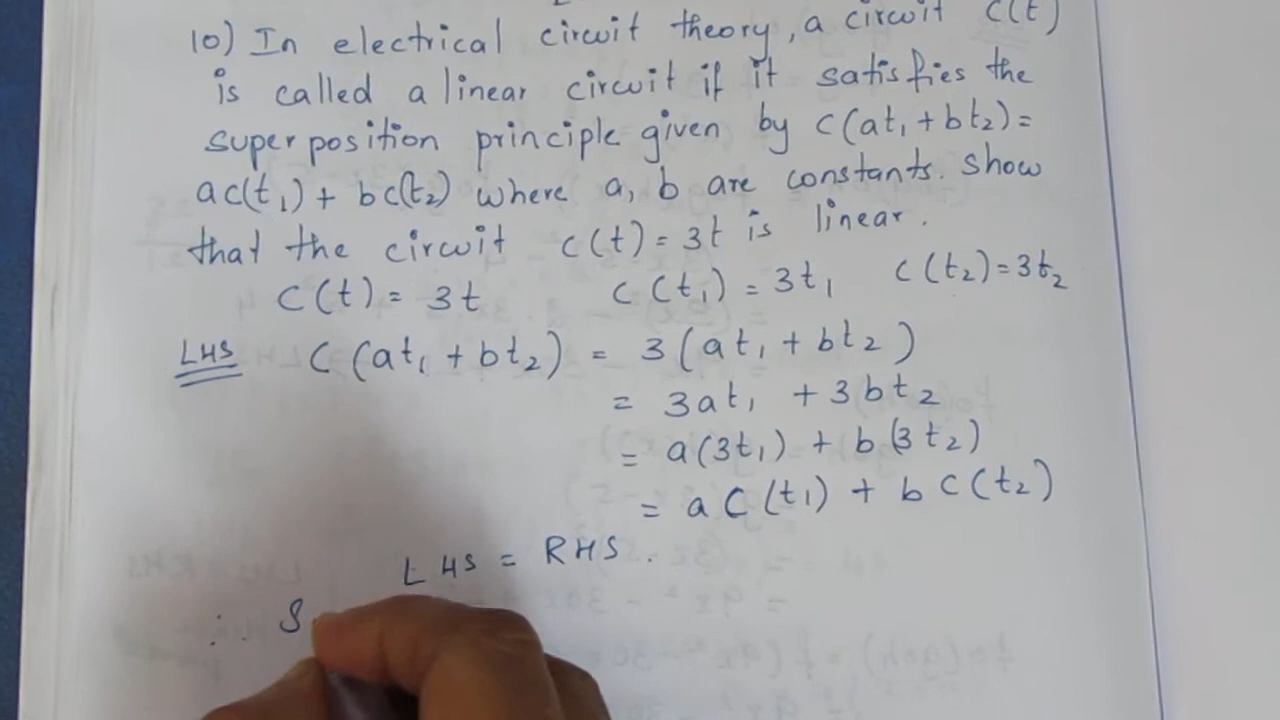 10) In electrical circuit theory, a circuit C(t)
is called a linear circuit if it satisfies the
superposition principle given by C(at₁ + bt₂) =
ac(t₁) + bc(t₂) where a, b are constants. Show
that the circuit C(t) = 3t is linear.
C(t) = 3t C(t₁) = 3t₁ C(t₂) = 3t₂
LHS C(at₁ + bt₂) = 3(at₁ + bt₂)
= 3at₁ + 3bt₂
= a(3t₁) + b(3t₂)
= a C(t₁) + b C(t₂)
LHS = RHS.
∴ S